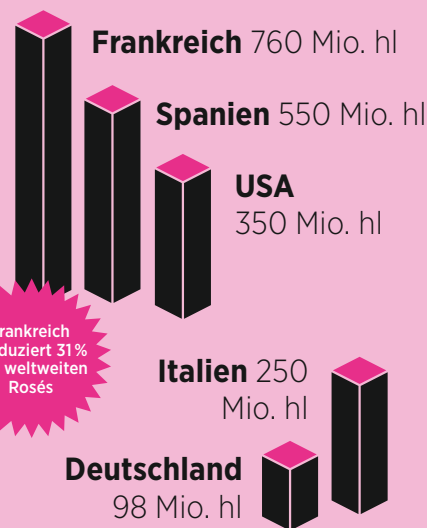 Frankreich 760 Mio. hl
Spanien 550 Mio. hl
USA
350 Mio. hl
rankreich
duziert 31 %
weltweiten
Rosés
Italien 250
Mio. hl
Deutschland
98 Mio. hl